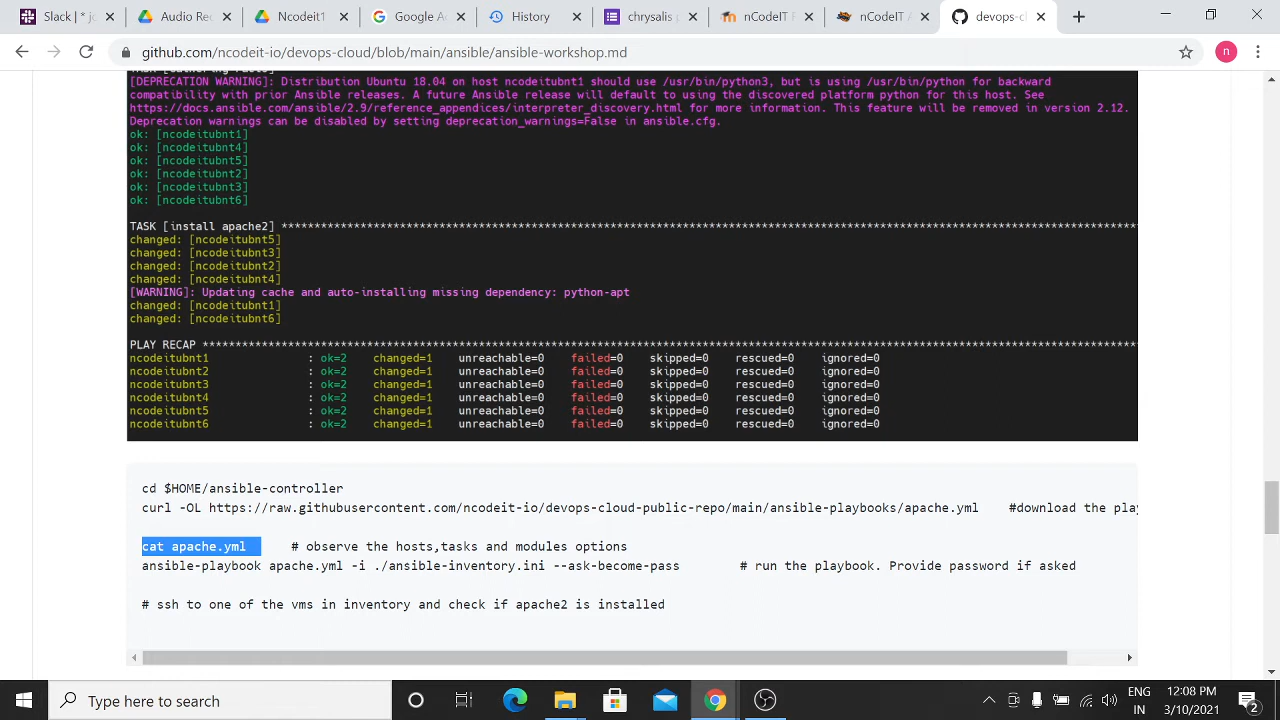 Slack | * d
Audio Rec
Ncodeit1
Google Ac
History
chrysalis p
nCodeIT F
nCodeIT A
devops-cl
github.com/ncodeit-io/devops-cloud/blob/main/ansible/ansible-workshop.md
n
[DEPRECATION WARNING]: Distribution Ubuntu 18.04 on host ncodeitubnt1 should use /usr/bin/python3, but is using /usr/bin/python for backward
compatibility with prior Ansible releases. A future Ansible release will default to using the discovered platform python for this host. See
https://docs.ansible.com/ansible/2.9/reference_appendices/interpreter_discovery.html for more information. This feature will be removed in version 2.12.
Deprecation warnings can be disabled by setting deprecation_warnings=False in ansible.cfg.
ok: [ncodeitubnt1]
ok: [ncodeitubnt4]
ok: [ncodeitubnt5]
ok: [ncodeitubnt2]
ok: [ncodeitubnt3]
ok: [ncodeitubnt6]
TASK [install apache2] **********************************************************************************************************************************
changed: [ncodeitubnt5]
changed: [ncodeitubnt3]
changed: [ncodeitubnt2]
changed: [ncodeitubnt4]
[WARNING]: Updating cache and auto-installing missing dependency: python-apt
changed: [ncodeitubnt1]
changed: [ncodeitubnt6]
PLAY RECAP **********************************************************************************************************************************************
ncodeitubnt1 : ok=2 changed=1 unreachable=0 failed=0 skipped=0 rescued=0 ignored=0
ncodeitubnt2 : ok=2 changed=1 unreachable=0 failed=0 skipped=0 rescued=0 ignored=0
ncodeitubnt3 : ok=2 changed=1 unreachable=0 failed=0 skipped=0 rescued=0 ignored=0
ncodeitubnt4 : ok=2 changed=1 unreachable=0 failed=0 skipped=0 rescued=0 ignored=0
ncodeitubnt5 : ok=2 changed=1 unreachable=0 failed=0 skipped=0 rescued=0 ignored=0
ncodeitubnt6 : ok=2 changed=1 unreachable=0 failed=0 skipped=0 rescued=0 ignored=0
cd $HOME/ansible-controller
curl -OL https://raw.githubusercontent.com/ncodeit-io/devops-cloud-public-repo/main/ansible-playbooks/apache.yml #download the play
cat apache.yml # observe the hosts,tasks and modules options
ansible-playbook apache.yml -i ./ansible-inventory.ini --ask-become-pass # run the playbook. Provide password if asked
# ssh to one of the vms in inventory and check if apache2 is installed
Type here to search
ENG
IN
12:08 PM
3/10/2021
2